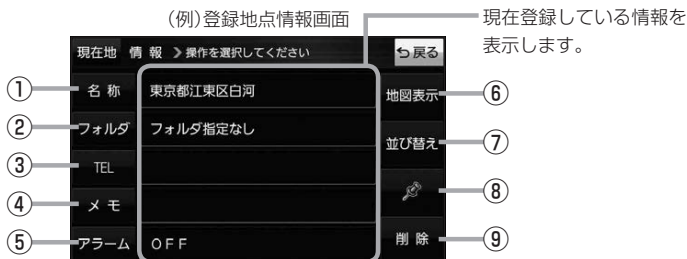 (例)登録地点情報画面
現在登録している情報を
表示します。
現在地 情 報 ＞操作を選択してください 戻る
① 名 称 東京都江東区白河 地図表示 ⑥
② フォルダ フォルダ指定なし 並び替え ⑦
③ TEL
④ メ モ ⑧
⑤ アラーム OFF 削 除 ⑨